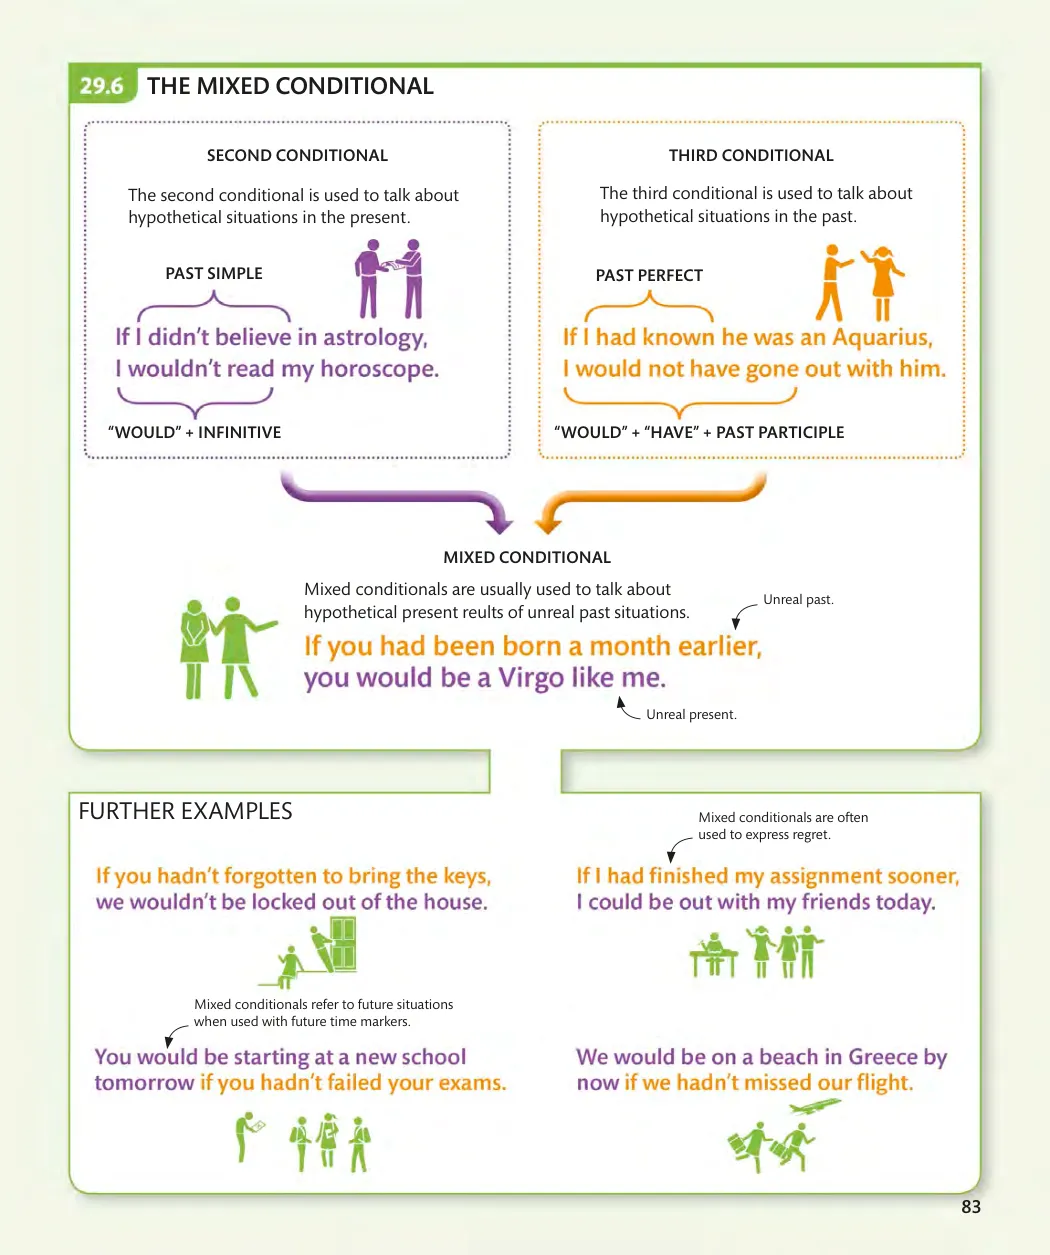 29.6 THE MIXED CONDITIONAL
SECOND CONDITIONAL
The second conditional is used to talk about
hypothetical situations in the present.
PAST SIMPLE
If I didn't believe in astrology,
I wouldn't read my horoscope.
“WOULD” + INFINITIVE
THIRD CONDITIONAL
The third conditional is used to talk about
hypothetical situations in the past.
PAST PERFECT
If I had known he was an Aquarius,
I would not have gone out with him.
“WOULD” + “HAVE” + PAST PARTICIPLE
MIXED CONDITIONAL
Mixed conditionals are usually used to talk about
hypothetical present reults of unreal past situations.
Unreal past.
If you had been born a month earlier,
you would be a Virgo like me.
Unreal present.
FURTHER EXAMPLES
If you hadn't forgotten to bring the keys,
we wouldn't be locked out of the house.
Mixed conditionals are often
used to express regret.
If I had finished my assignment sooner,
I could be out with my friends today.
Mixed conditionals refer to future situations
when used with future time markers.
You would be starting at a new school
tomorrow if you hadn't failed your exams.
We would be on a beach in Greece by
now if we hadn't missed our flight.
83